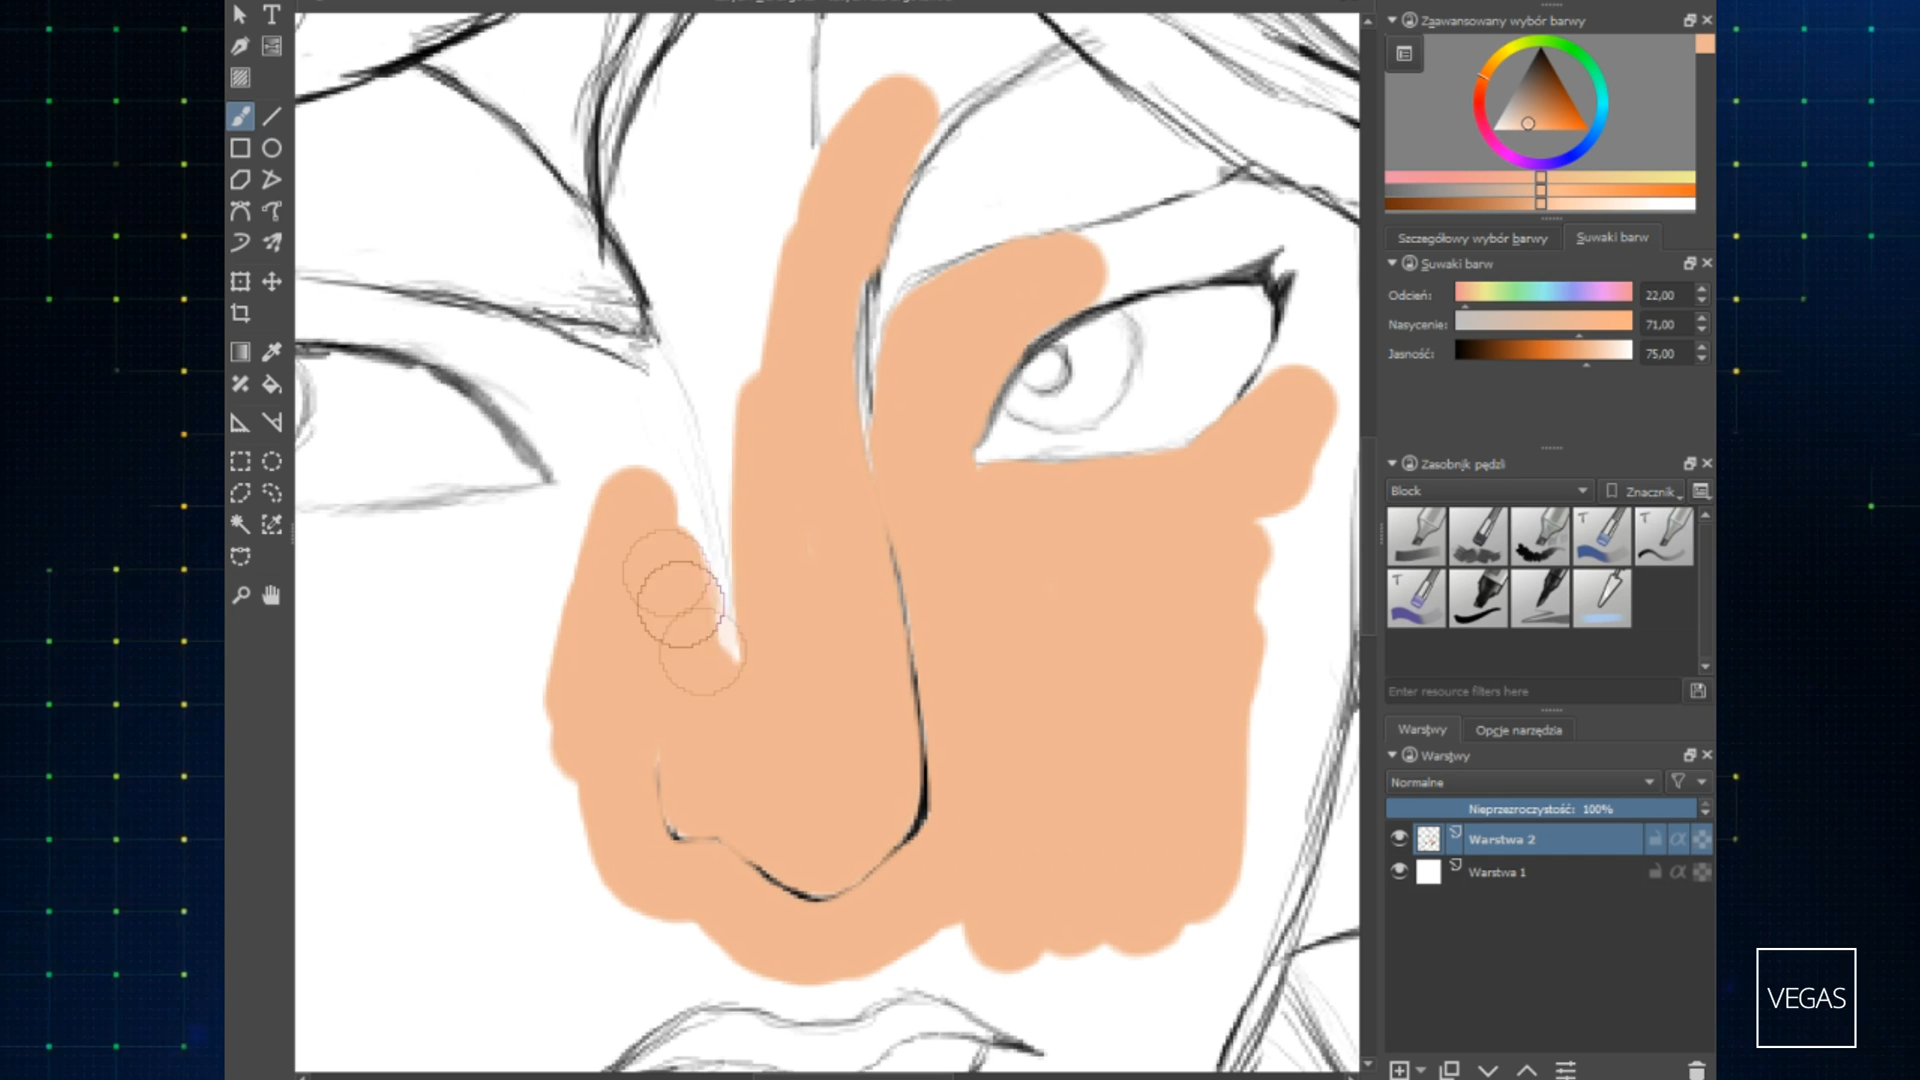 Zaawansowany wybór barwy
Szczegółowy wybór barwy
Suwaki barw
Suwaki barw
Odcień:
22,00
Nasycenie:
71,00
Jasność:
75,00
Zasobnik pędzli
Block
Znacznik
Enter resource filters here
Warstwy
Opcje narzędzia
Warstwy
Normalne
Nieprzezroczystość: 100%
Warstwa 2
Warstwa 1
VEGAS